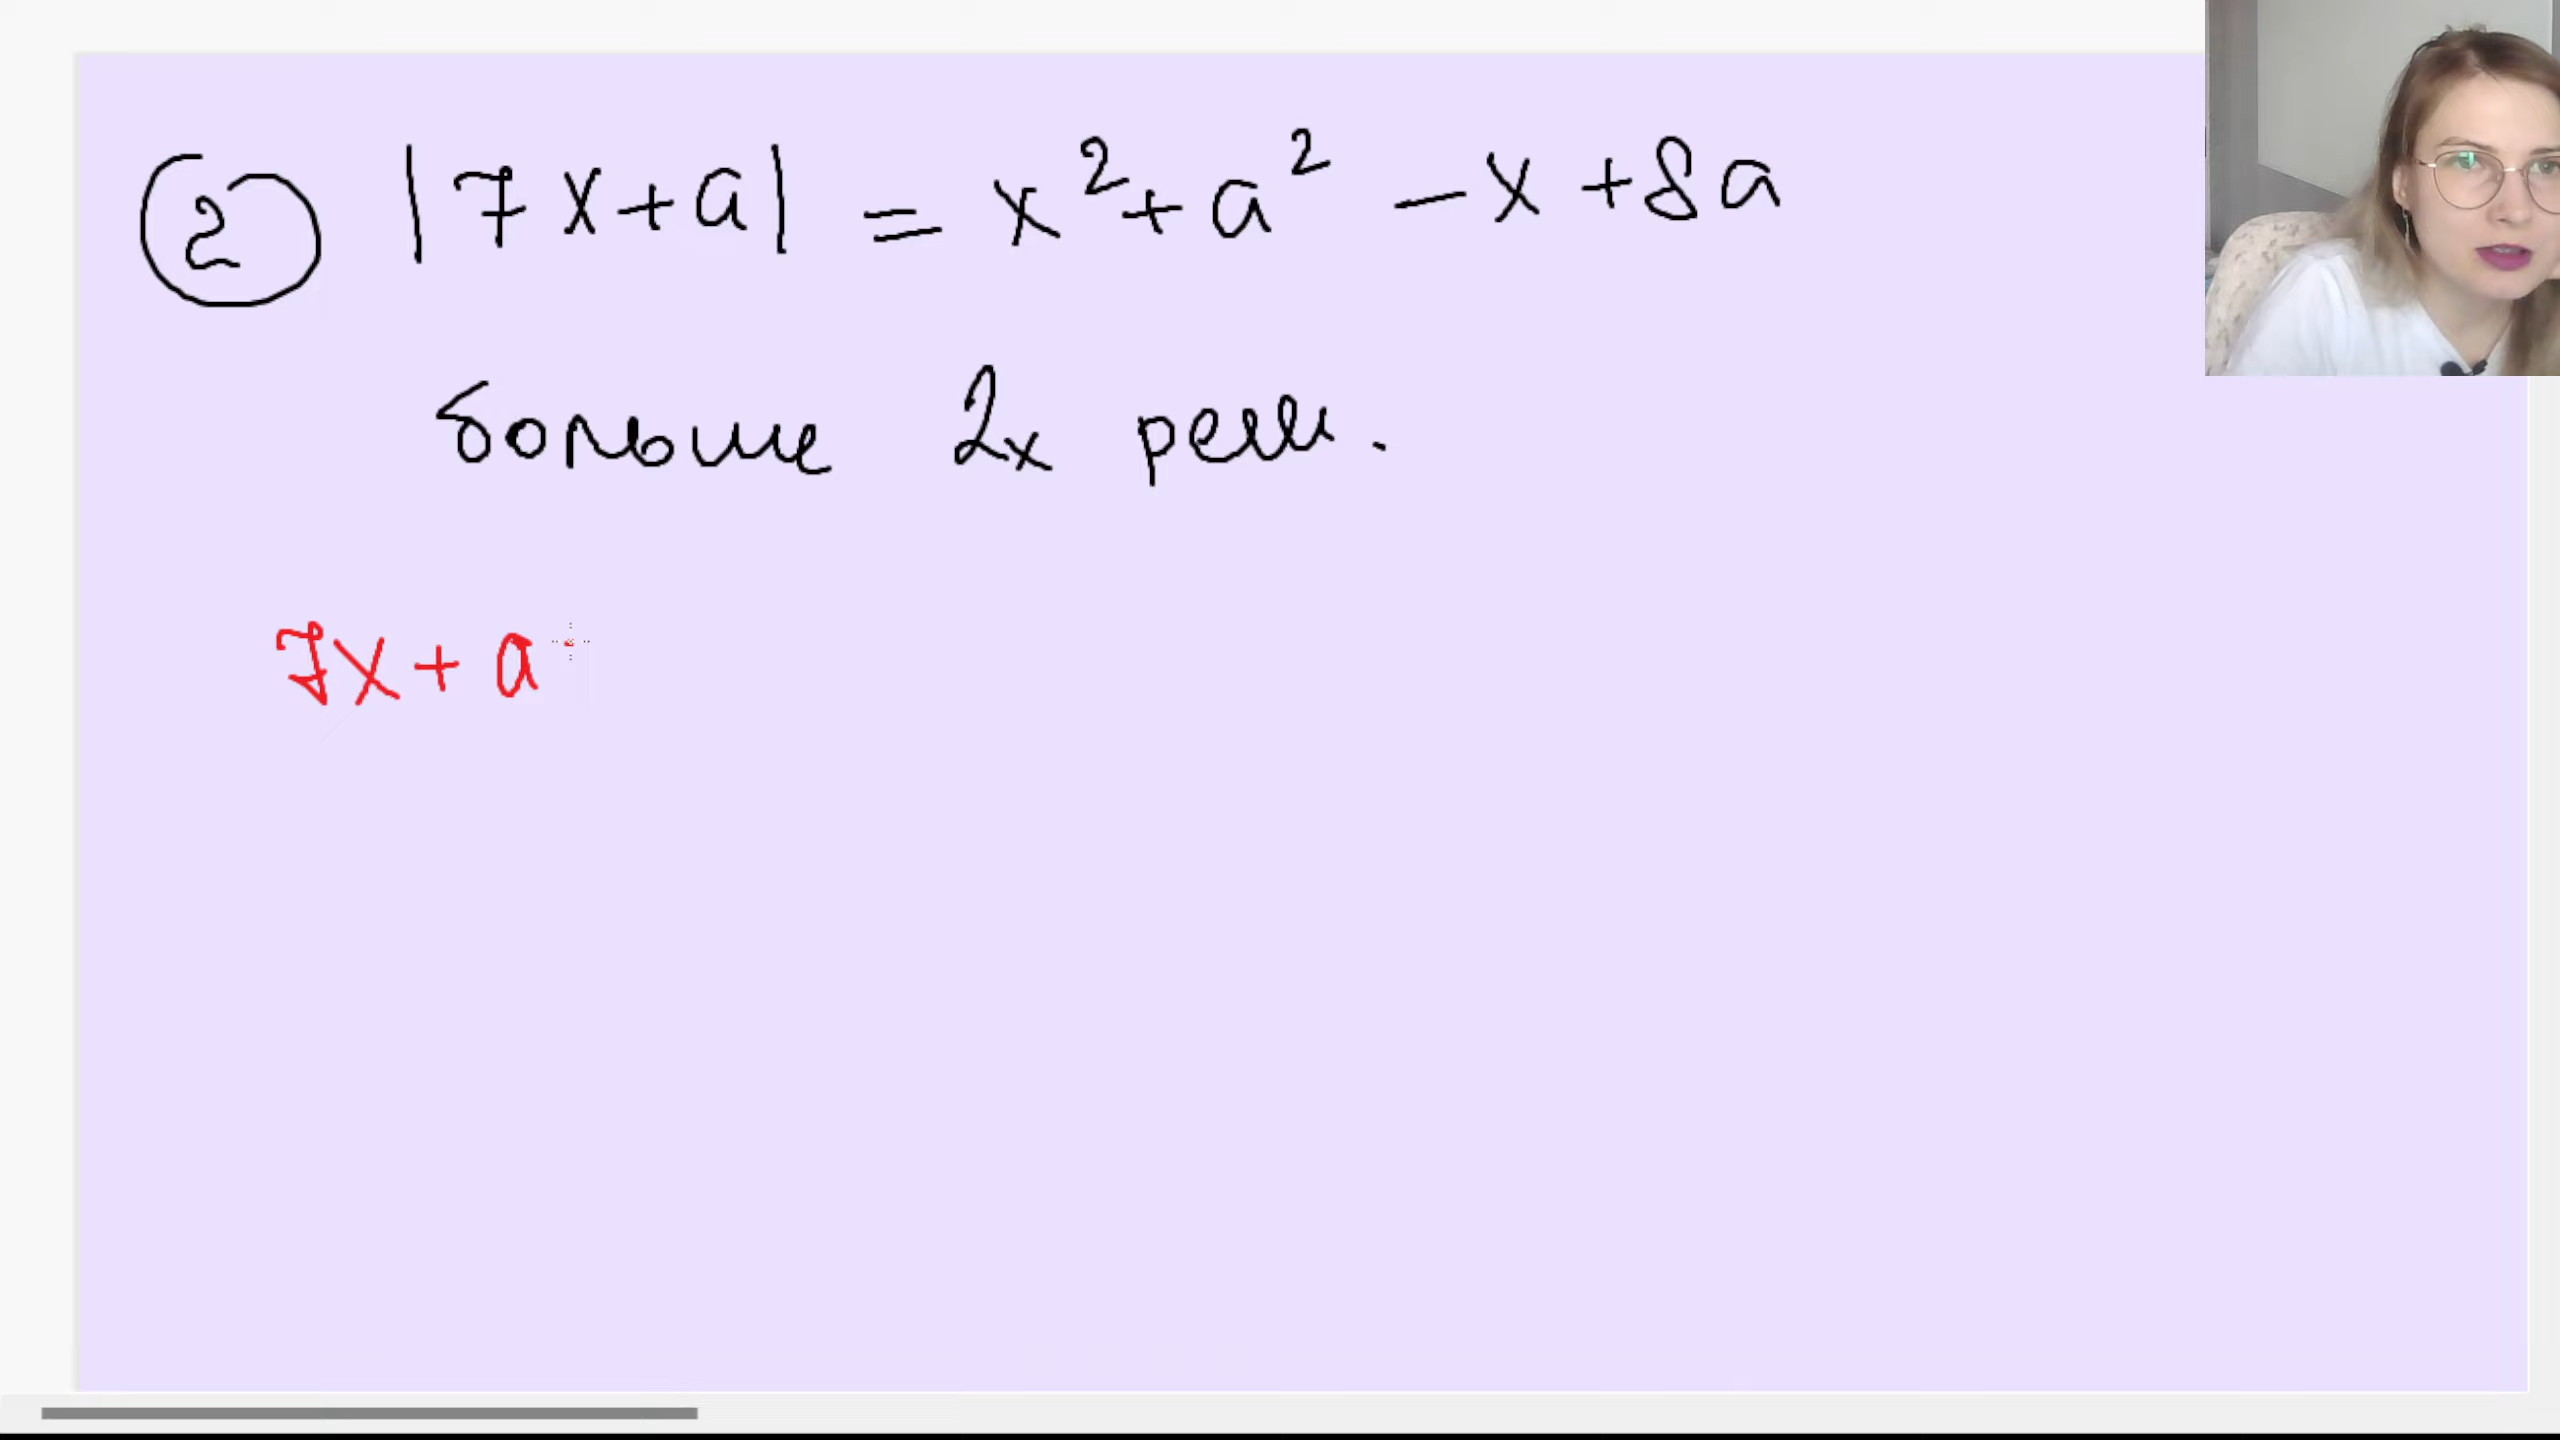 2 |7x+a| = x²+a² -x +8a
больше 2х реш.
7x+ a